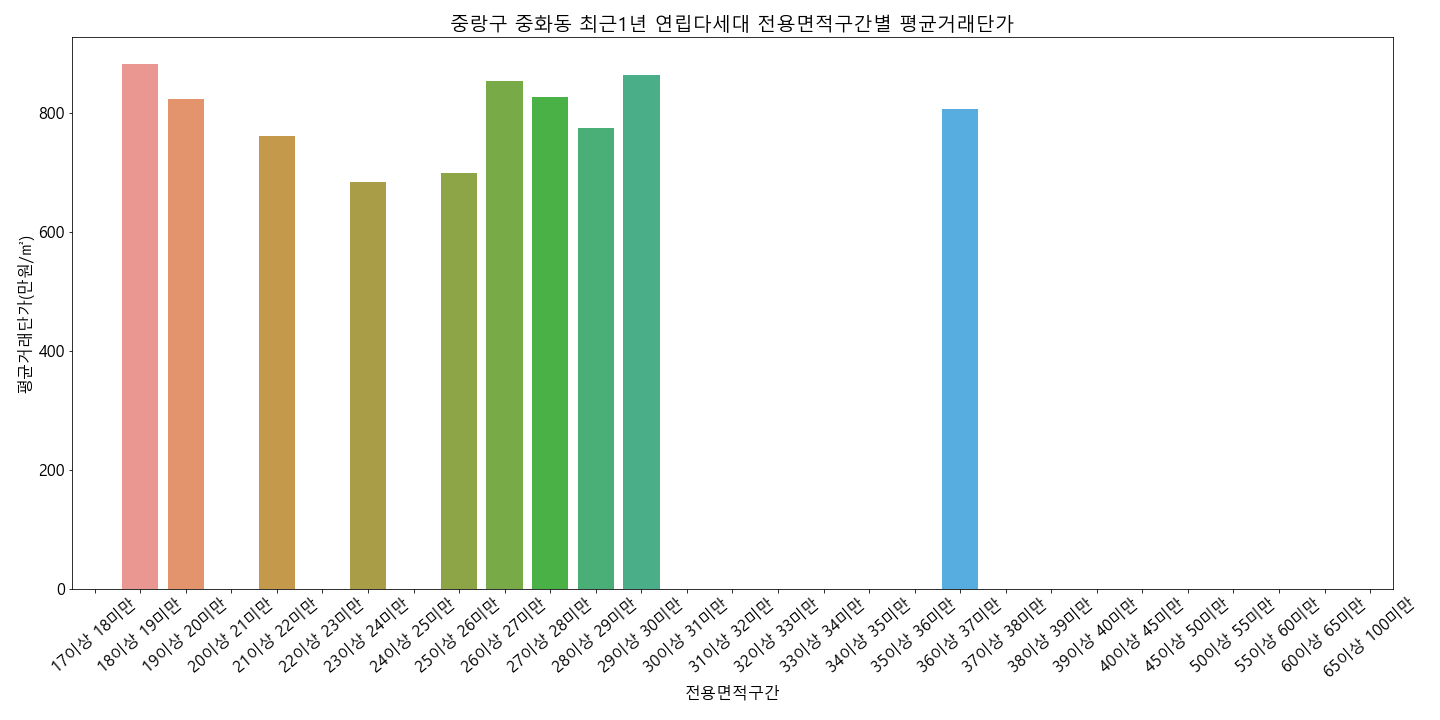 중랑구 중화동 최근1년 연립다세대 전용면적구간별 평균거래단가
평균거래단가(만원/㎡)
800
600
400
200
0
17이상 18미만
18이상 19미만
19이상 20미만
20이상 21미만
21이상 22미만
22이상 23미만
23이상 24미만
24이상 25미만
25이상 26미만
26이상 27미만
27이상 28미만
28이상 29미만
29이상 30미만
30이상 31미만
31이상 32미만
32이상 33미만
33이상 34미만
34이상 35미만
35이상 36미만
36이상 37미만
37이상 38미만
38이상 39미만
39이상 40미만
40이상 45미만
45이상 50미만
50이상 55미만
55이상 60미만
60이상 65미만
65이상 100미만
전용면적구간